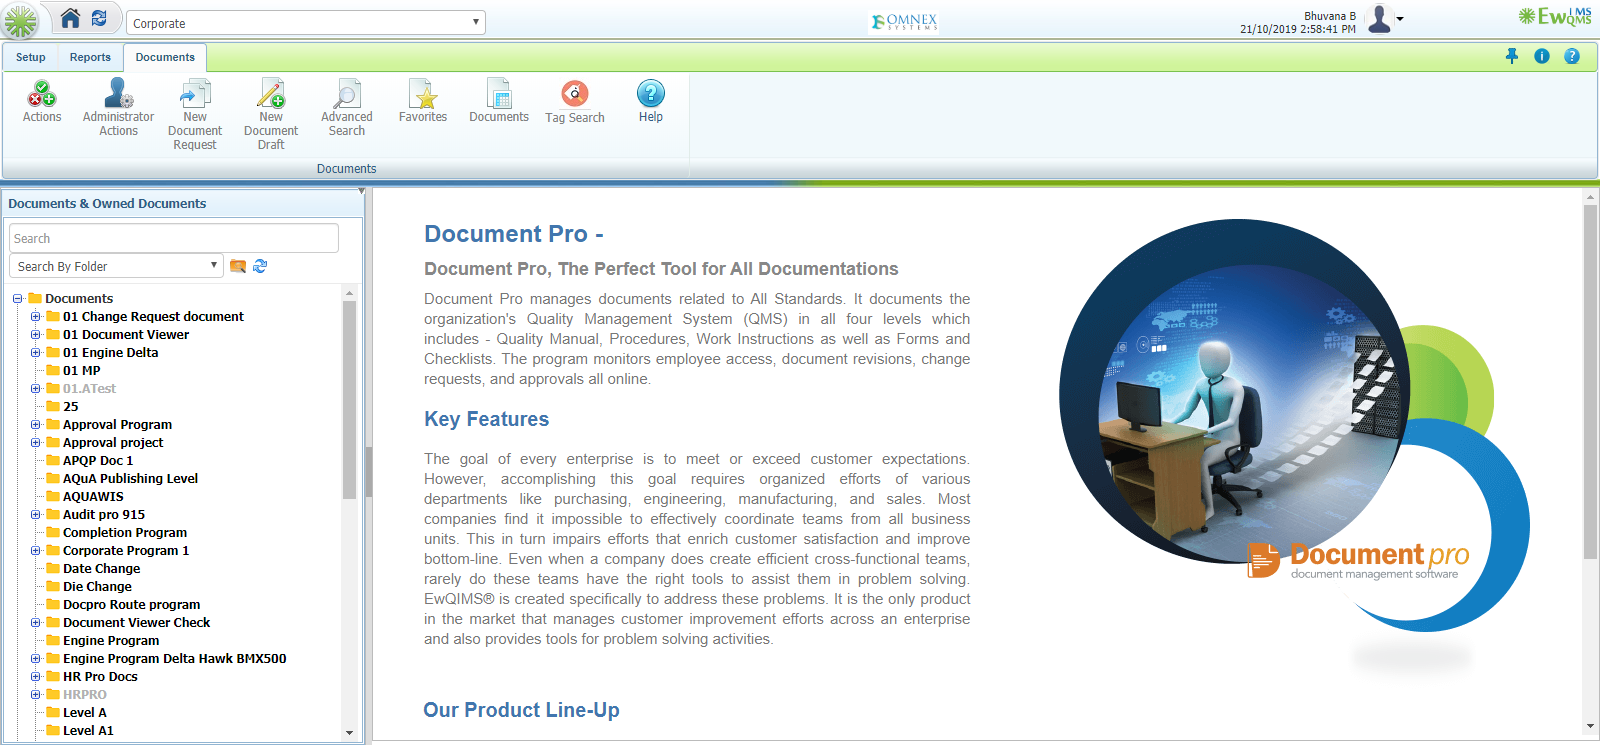 Corporate
OMNEX
SYSTEMS
Bhuvana B
21/10/2019 2:58:41 PM
EwIMS
QMS
Setup
Reports
Documents
Actions
Administrator
Actions
New
Document
Request
New
Document
Draft
Advanced
Search
Favorites
Documents
Tag Search
Help
Documents
Documents & Owned Documents
Search
Search By Folder
Documents
01 Change Request document
01 Document Viewer
01 Engine Delta
01 MP
01.ATest
25
Approval Program
Approval project
APQP Doc 1
AQuA Publishing Level
AQUAWIS
Audit pro 915
Completion Program
Corporate Program 1
Date Change
Die Change
Docpro Route program
Document Viewer Check
Engine Program
Engine Program Delta Hawk BMX500
HR Pro Docs
HRPRO
Level A
Level A1
Document Pro -
Document Pro, The Perfect Tool for All Documentations
Document Pro manages documents related to All Standards. It documents the
organization's Quality Management System (QMS) in all four levels which
includes - Quality Manual, Procedures, Work Instructions as well as Forms and
Checklists. The program monitors employee access, document revisions, change
requests, and approvals all online.
Key Features
The goal of every enterprise is to meet or exceed customer expectations.
However, accomplishing this goal requires organized efforts of various
departments like purchasing, engineering, manufacturing, and sales. Most
companies find it impossible to effectively coordinate teams from all business
units. This in turn impairs efforts that enrich customer satisfaction and improve
bottom-line. Even when a company does create efficient cross-functional teams,
rarely do these teams have the right tools to assist them in problem solving.
EwQIMS® is created specifically to address these problems. It is the only product
in the market that manages customer improvement efforts across an enterprise
and also provides tools for problem solving activities.
Our Product Line-Up
Document pro
document management software